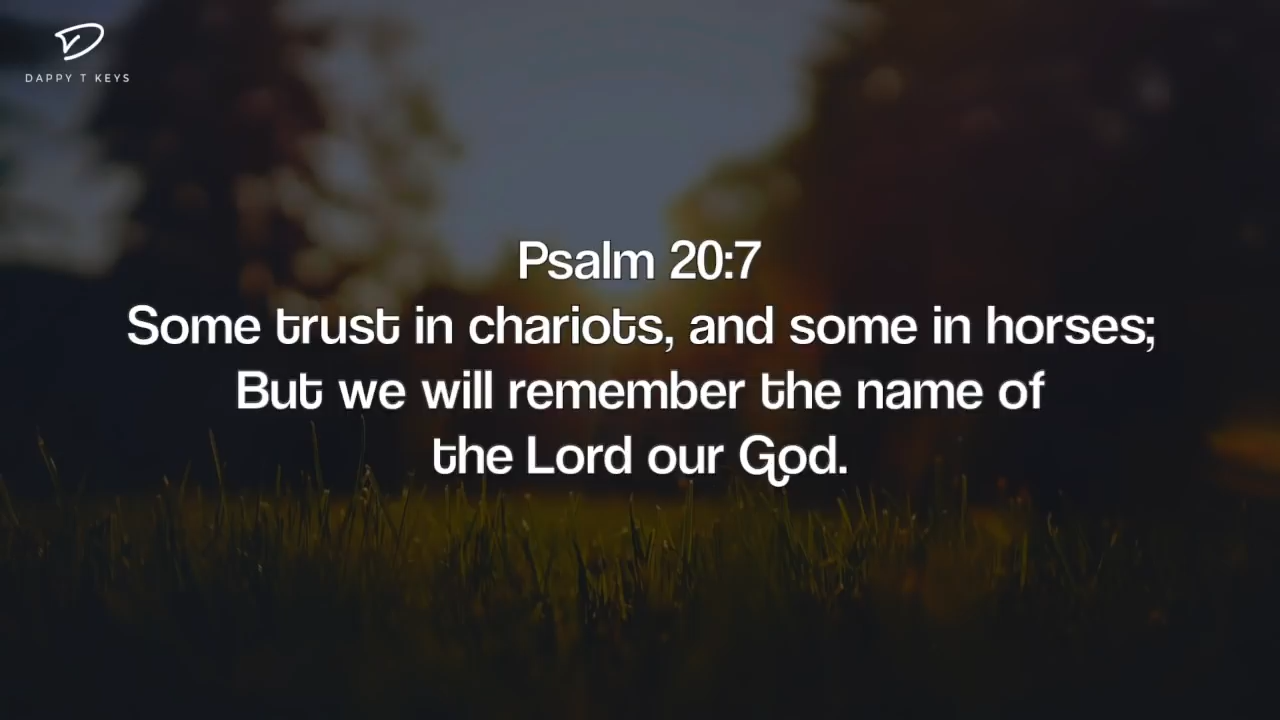 DAPPY T KEYS
Psalm 20:7
Some trust in chariots, and some in horses;
But we will remember the name of
the Lord our God.